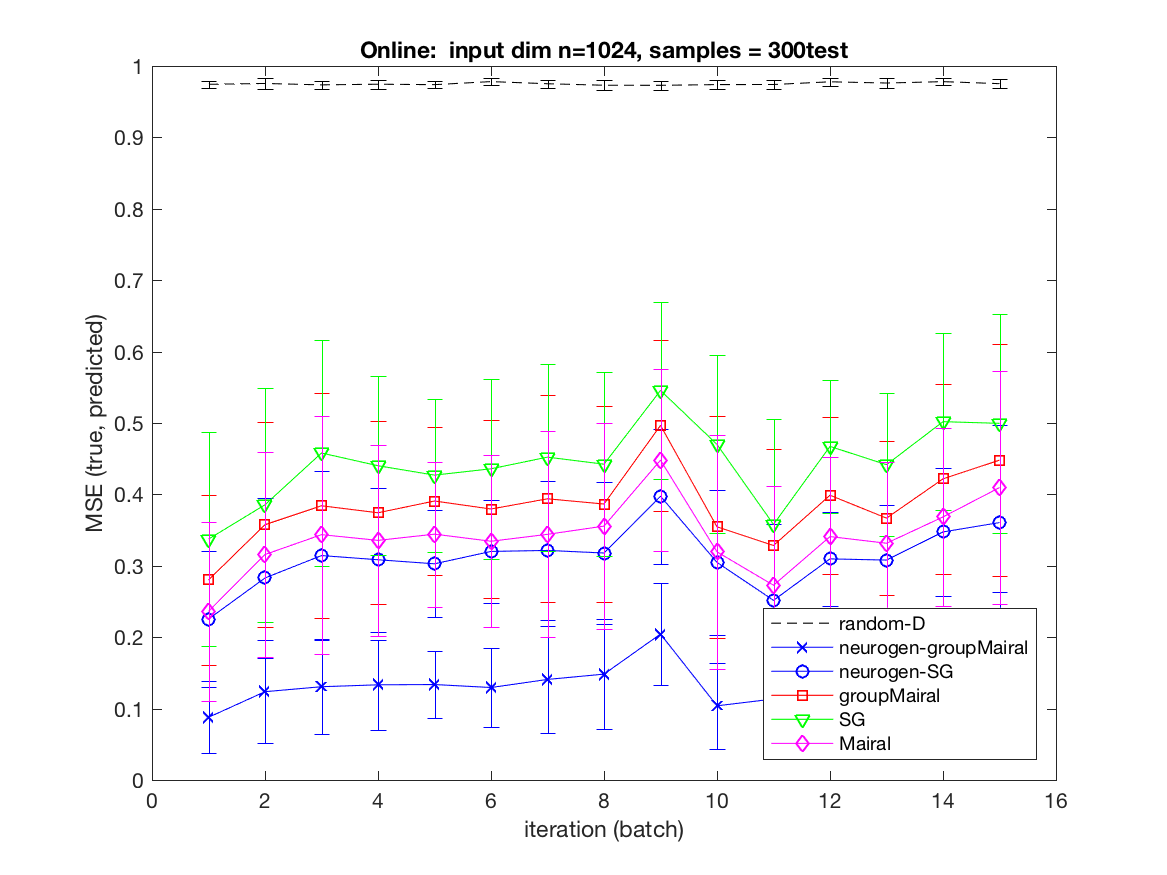 Online:  input dim n=1024, samples = 300test
1
0.9
0.8
0.7
0.6
0.5
0.4
0.3
0.2
0.1
0
MSE (true, predicted)
random-D
neurogen-groupMairal
neurogen-SG
groupMairal
SG
Mairal
0 2 4 6 8 10 12 14 16
iteration (batch)